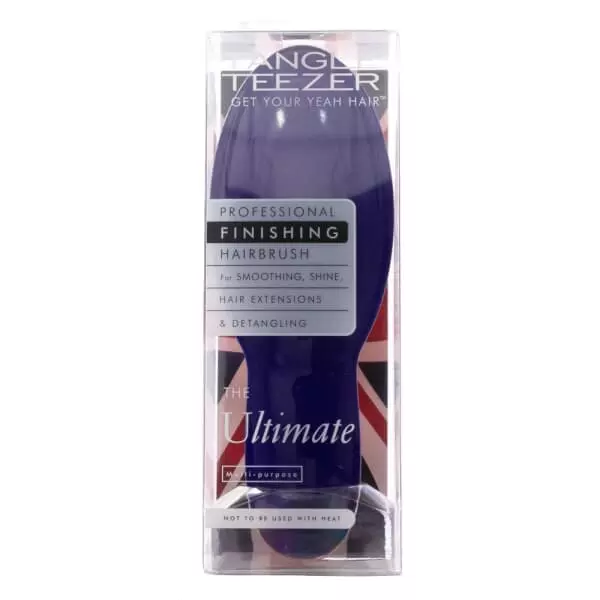 TANGLE
TEEZER
GET YOUR YEAH HAIR™
PROFESSIONAL
FINISHING
HAIRBRUSH
For SMOOTHING, SHINE,
HAIR EXTENSIONS
& DETANGLING
THE
Ultimate
Multi-purpose
NOT TO BE USED WITH HEAT